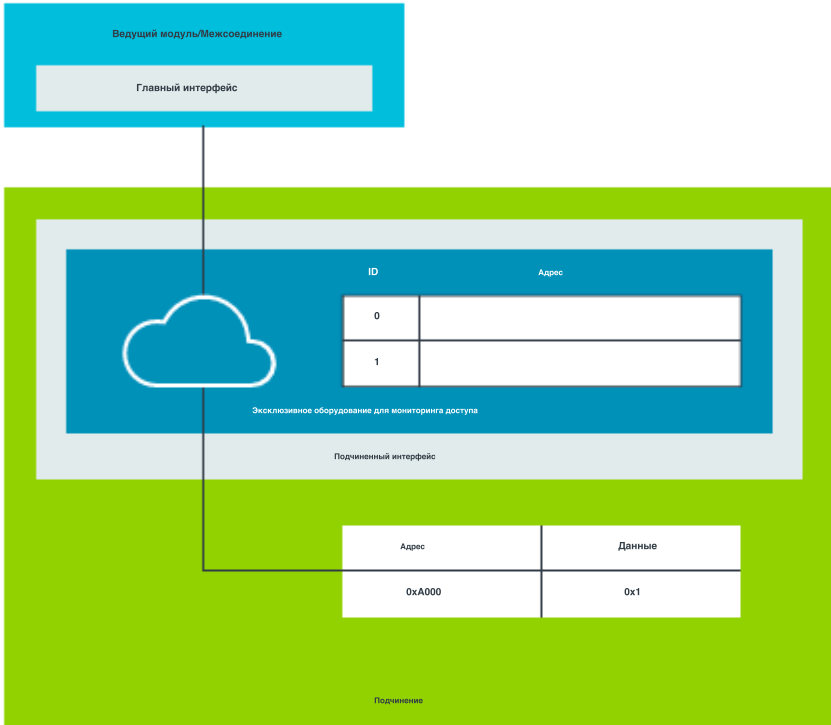 Ведущий модуль/Межсоединение
Главный интерфейс
ID Адрес
0
1
Эксклюзивное оборудование для мониторинга доступа
Подчиненный интерфейс
Адрес Данные
0xA000 0x1
Подчинение